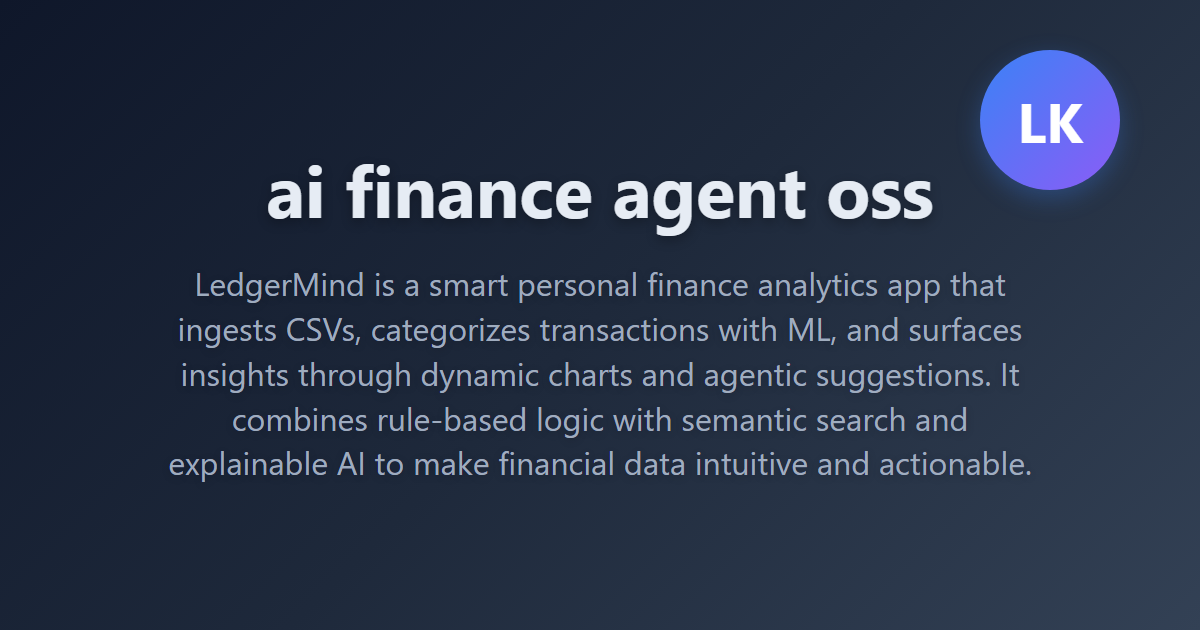 LK
ai finance agent oss
LedgerMind is a smart personal finance analytics app that
ingests CSVs, categorizes transactions with ML, and surfaces
insights through dynamic charts and agentic suggestions. It
combines rule-based logic with semantic search and
explainable AI to make financial data intuitive and actionable.